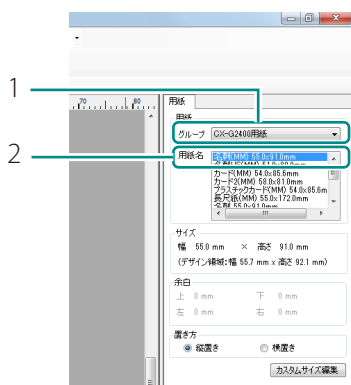 1
2
70 80
用紙
用紙
グループ CX-G2400用紙
用紙名 名刺(MM) 55.0x91.0mm
カード(MM) 54.0x85.6mm
カード2(MM) 58.0x81.0mm
プラスチックカード(MM) 54.0x85.6m
長尺紙(MM) 55.0x172.0mm
名刺 55.0x91.0mm
サイズ
幅 55.0 mm × 高さ 91.0 mm
(デザイン領域:幅 55.7 mm x 高さ 92.1 mm)
余白
上 0 mm 下 0 mm
左 0 mm 右 0 mm
置き方
縦置き 横置き
カスタムサイズ編集